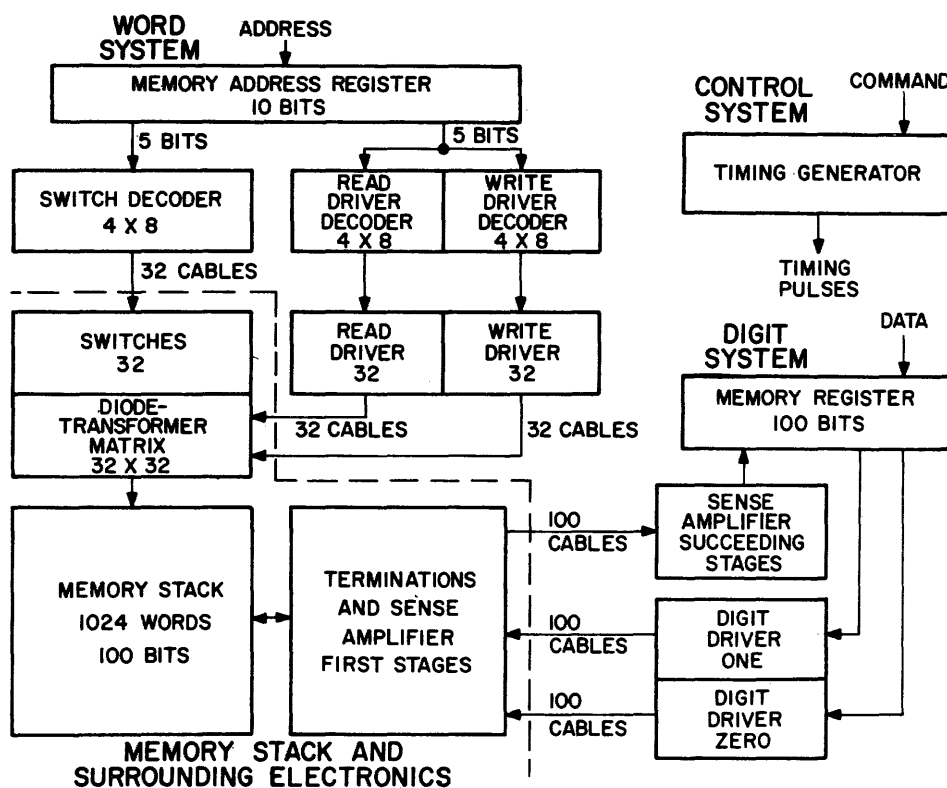 WORD
SYSTEM
ADDRESS
MEMORY ADDRESS REGISTER
10 BITS
5 BITS
5 BITS
SWITCH DECODER
4 X 8
READ
DRIVER
DECODER
4 X 8
WRITE
DRIVER
DECODER
4 X 8
32 CABLES
SWITCHES
32
READ
DRIVER
32
WRITE
DRIVER
32
DIODE-
TRANSFORMER
MATRIX
32 X 32
32 CABLES
32 CABLES
MEMORY STACK
1024 WORDS
100 BITS
TERMINATIONS
AND SENSE
AMPLIFIER
FIRST STAGES
MEMORY STACK AND
SURROUNDING ELECTRONICS
CONTROL
SYSTEM
COMMAND
TIMING GENERATOR
TIMING
PULSES
DIGIT
SYSTEM
DATA
MEMORY REGISTER
100 BITS
100
CABLES
SENSE
AMPLIFIER
SUCCEEDING
STAGES
100
CABLES
DIGIT
DRIVER
ONE
100
CABLES
DIGIT
DRIVER
ZERO